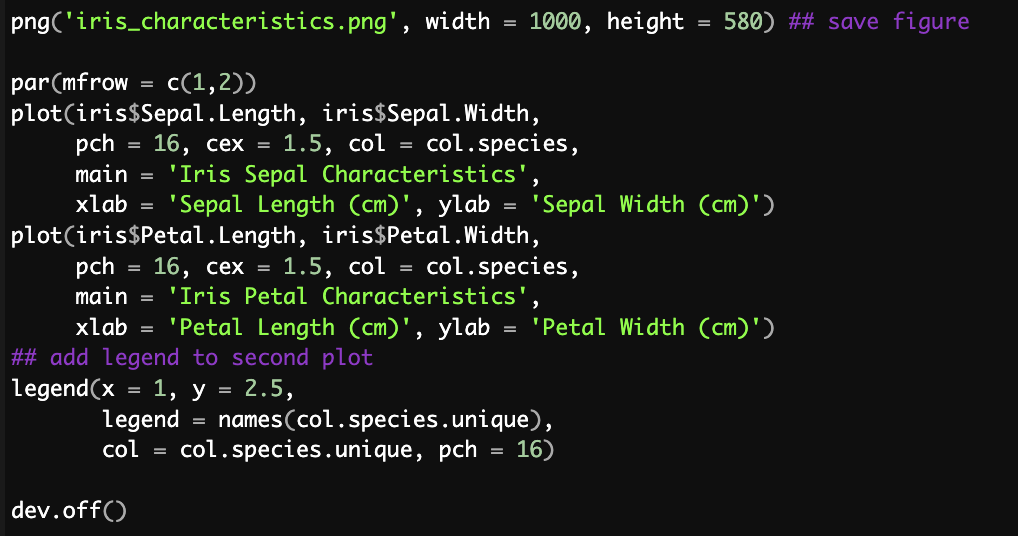 png('iris_characteristics.png', width = 1000, height = 580) ## save figure

par(mfrow = c(1,2))
plot(iris$Sepal.Length, iris$Sepal.Width,
     pch = 16, cex = 1.5, col = col.species,
     main = 'Iris Sepal Characteristics',
     xlab = 'Sepal Length (cm)', ylab = 'Sepal Width (cm)')
plot(iris$Petal.Length, iris$Petal.Width,
     pch = 16, cex = 1.5, col = col.species,
     main = 'Iris Petal Characteristics',
     xlab = 'Petal Length (cm)', ylab = 'Petal Width (cm)')
## add legend to second plot
legend(x = 1, y = 2.5,
       legend = names(col.species.unique),
       col = col.species.unique, pch = 16)

dev.off()